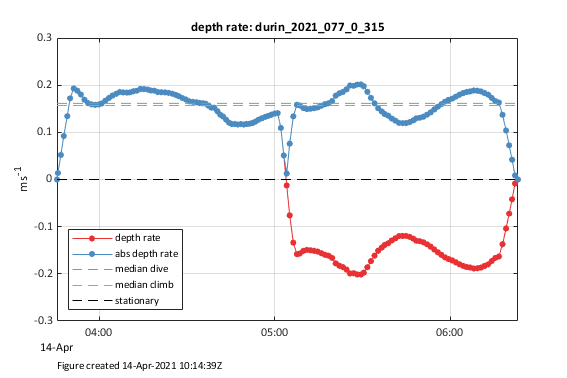 depth rate: durin_2021_077_0_315
0.3
0.2
0.1
0
-0.1
-0.2
-0.3
ms-1
depth rate
abs depth rate
median dive
median climb
stationary
04:00 05:00 06:00
14-Apr
Figure created 14-Apr-2021 10:14:39Z